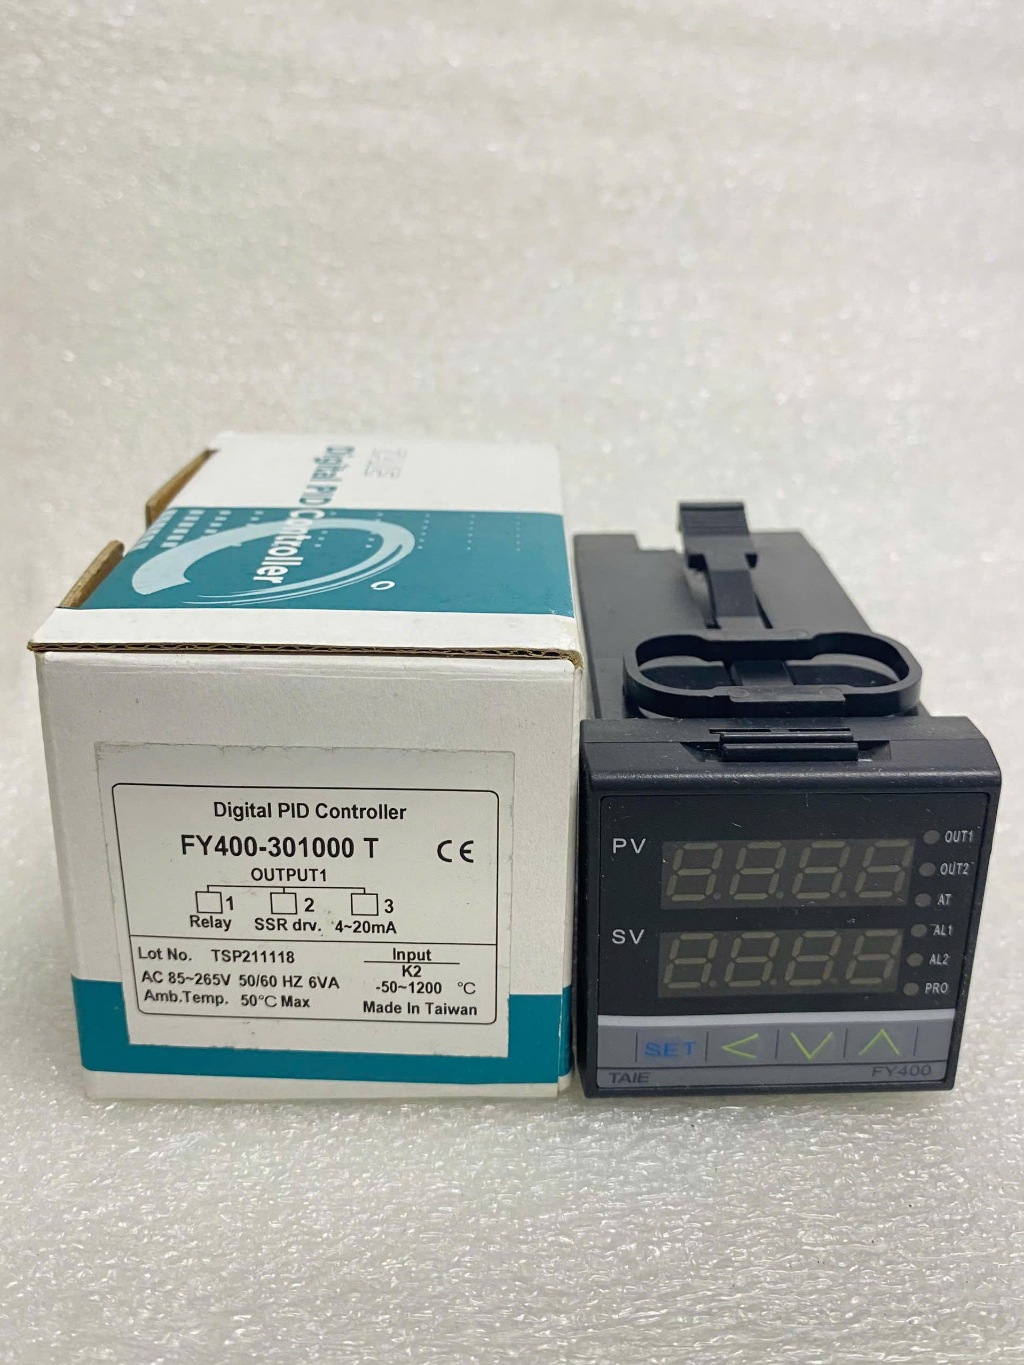 Digital PID Controller
Digital PID Controller
FY400-301000 T
CE
OUTPUT1
1 2 3
Relay SSR drv. 4~20mA
Lot No. TSP211118
AC 85~265V 50/60 HZ 6VA
Amb.Temp. 50°C Max
Input
K2
-50~1200 °C
Made In Taiwan
PV
OUT1
OUT2
AT
SV
AL1
AL2
PRO
SET < ∨ ∧
TAIE FY400